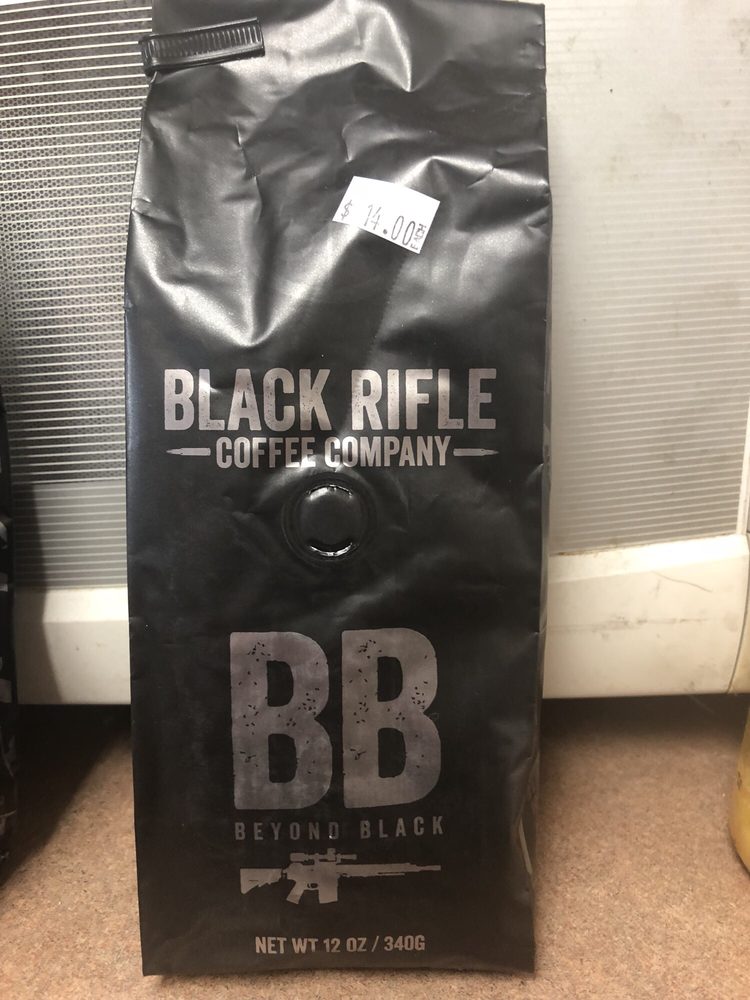 $ 14.00
BLACK RIFLE
COFFEE COMPANY
BB
BEYOND BLACK
NET WT 12 OZ / 340G